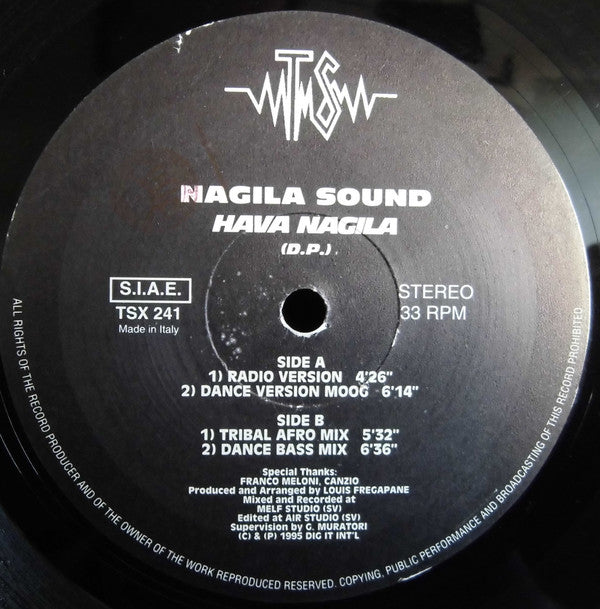 TMS
NAGILA SOUND
HAVA NAGILA
(D.P.)
S.I.A.E.
TSX 241
Made in Italy
STEREO
33 RPM
SIDE A
1) RADIO VERSION 4'26"
2) DANCE VERSION MOOG 6'14"
SIDE B
1) TRIBAL AFRO MIX 5'32"
2) DANCE BASS MIX 6'36"
Special Thanks:
FRANCO MELONI, CANZIO
Produced and Arranged by LOUIS FREGAPANE
Mixed and Recorded at
MELF STUDIO (SV)
Edited at AIR STUDIO (SV)
Supervision by G. MURATORI
(C) & (P) 1995 DIG IT INT'L
ALL RIGHTS OF THE RECORD PRODUCER AND OF THE OWNER OF THE WORK REPRODUCED RESERVED. COPYING, PUBLIC PERFORMANCE AND BROADCASTING OF THIS RECORD PROHIBITED